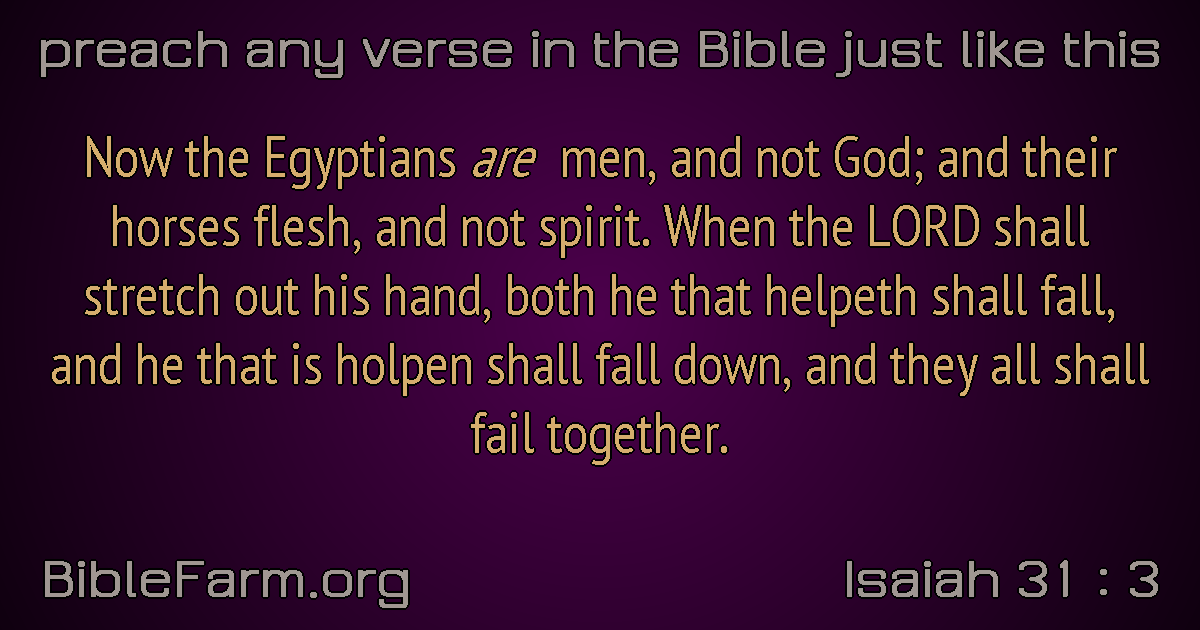 preach any verse in the Bible just like this
Now the Egyptians are men, and not God; and their
horses flesh, and not spirit. When the LORD shall
stretch out his hand, both he that helpeth shall fall,
and he that is holpen shall fall down, and they all shall
fail together.
BibleFarm.org
Isaiah 31 : 3